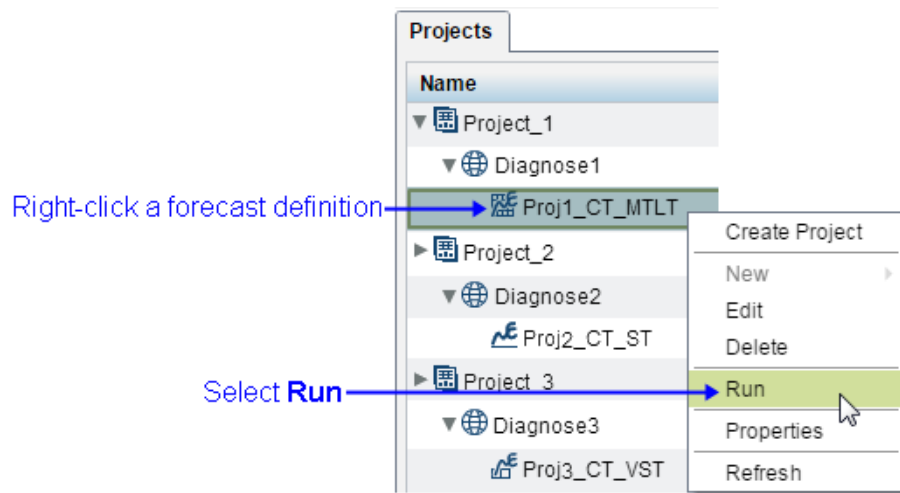 Projects
Name
Project_1
Diagnose1
Right-click a forecast definition
Proj1_CT_MTLT
Create Project
Project_2
New
Diagnose2
Edit
Proj2_CT_ST
Delete
Project_3
Select Run
Run
Diagnose3
Properties
Proj3_CT_VST
Refresh